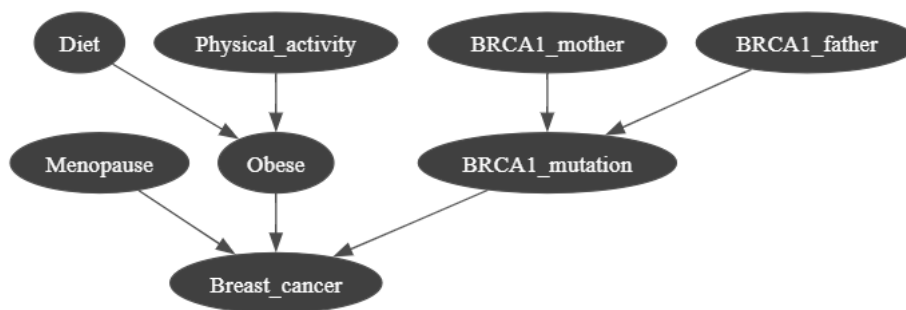 Diet
Physical_activity
BRCA1_mother
BRCA1_father
Menopause
Obese
BRCA1_mutation
Breast_cancer